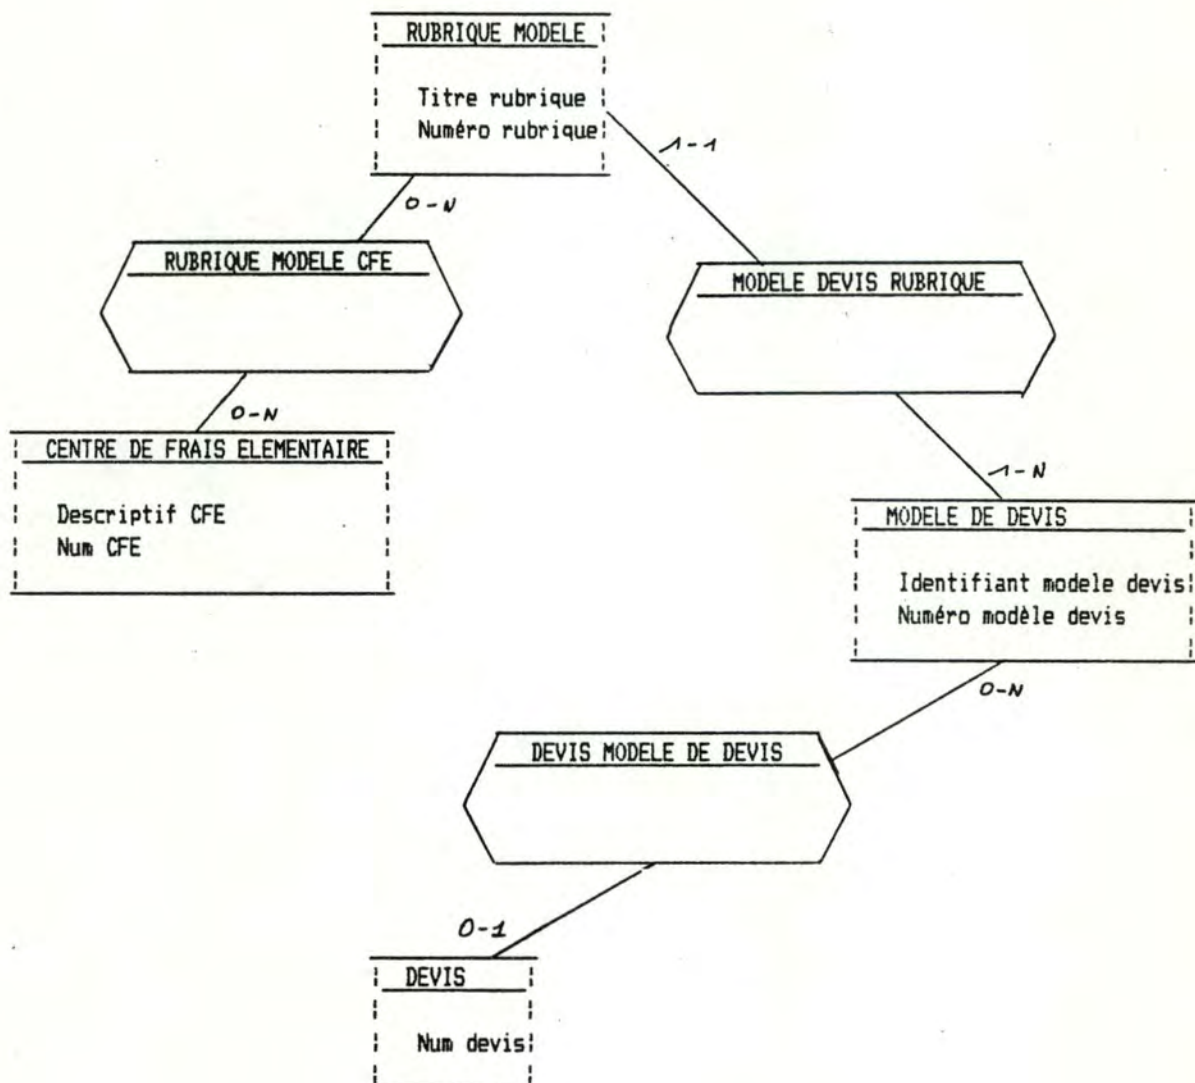 RUBRIQUE MODELE
Titre rubrique
Numéro rubrique
1-1
0-N
RUBRIQUE MODELE CFE
MODELE DEVIS RUBRIQUE
0-N
CENTRE DE FRAIS ELEMENTAIRE
Descriptif CFE
Num CFE
1-N
MODELE DE DEVIS
Identifiant modele devis
Numéro modèle devis
0-N
DEVIS MODELE DE DEVIS
0-1
DEVIS
Num devis